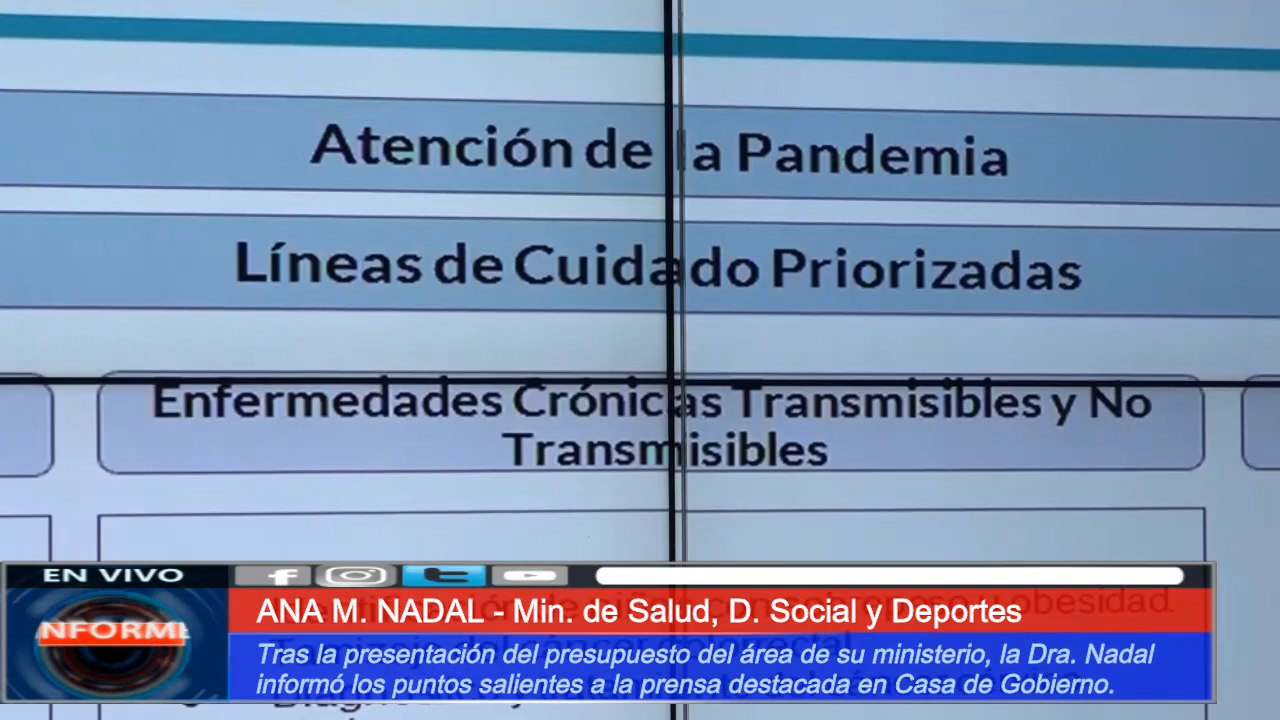 Atención de la Pandemia
Líneas de Cuidado Priorizadas
Enfermedades Crónicas Transmisibles y No
Transmisibles
EN VIVO
NFORME
ANA M. NADAL - Min. de Salud, D. Social y Deportes
obesidad.
Tras la presentación del presupuesto del área de su ministerio, la Dra. Nadal
informó los puntos salientes a la prensa destacada en Casa de Gobierno.